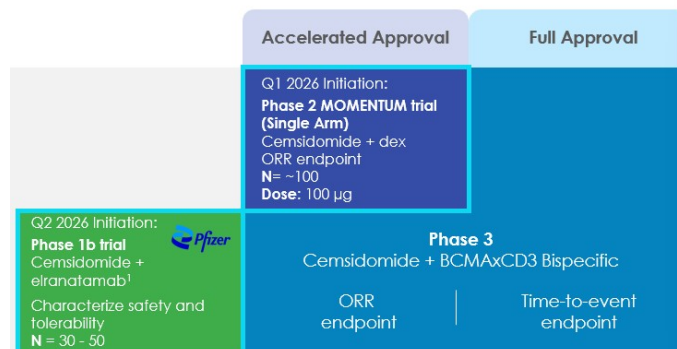 Accelerated Approval
Full Approval
Q1 2026 Initiation:
Phase 2 MOMENTUM trial
(Single Arm)
Cemsidomide + dex
ORR endpoint
N= ~100
Dose: 100 µg
Q2 2026 Initiation:
Phase 1b trial
Pfizer
Cemsidomide +
elranatamab¹
Characterize safety and
tolerability
N = 30 - 50
Phase 3
Cemsidomide + BCMAxCD3 Bispecific
ORR
endpoint
Time-to-event
endpoint